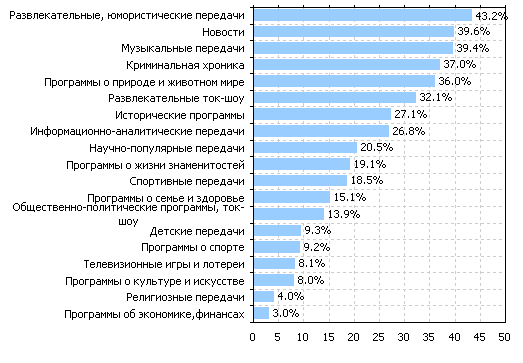 Развлекательные, юмористические передачи 43.2%
Новости 39.6%
Музыкальные передачи 39.4%
Криминальная хроника 37.0%
Программы о природе и животном мире 36.0%
Развлекательные ток-шоу 32.1%
Исторические программы 27.1%
Информационно-аналитические передачи 26.8%
Научно-популярные передачи 20.5%
Программы о жизни знаменитостей 19.1%
Спортивные передачи 18.5%
Программы о семье и здоровье 15.1%
Общественно-политические программы, ток-
шоу 13.9%
Детские передачи 9.3%
Программы о спорте 9.2%
Телевизионные игры и лотереи 8.1%
Программы о культуре и искусстве 8.0%
Религиозные передачи 4.0%
Программы об экономике,финансах 3.0%
0 5 10 15 20 25 30 35 40 45 50